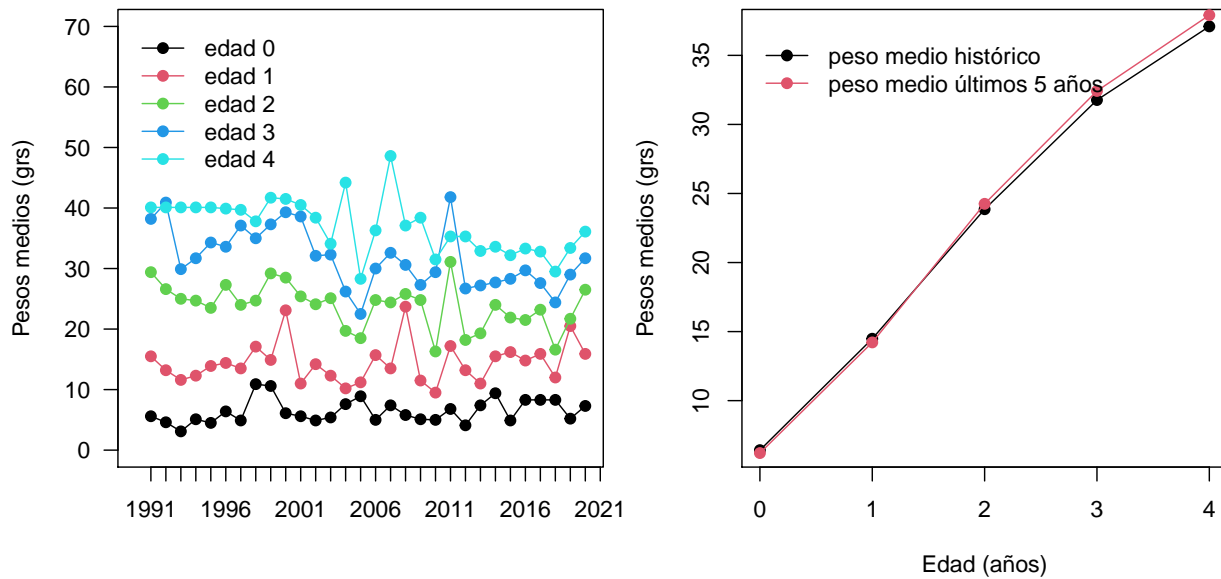 Pesos medios (grs)
70
60
50
40
30
20
10
0
edad 0
edad 1
edad 2
edad 3
edad 4
1991 1996 2001 2006 2011 2016 2021
Pesos medios (grs)
35
30
25
20
15
10
peso medio histórico
peso medio últimos 5 años
0 1 2 3 4
Edad (años)